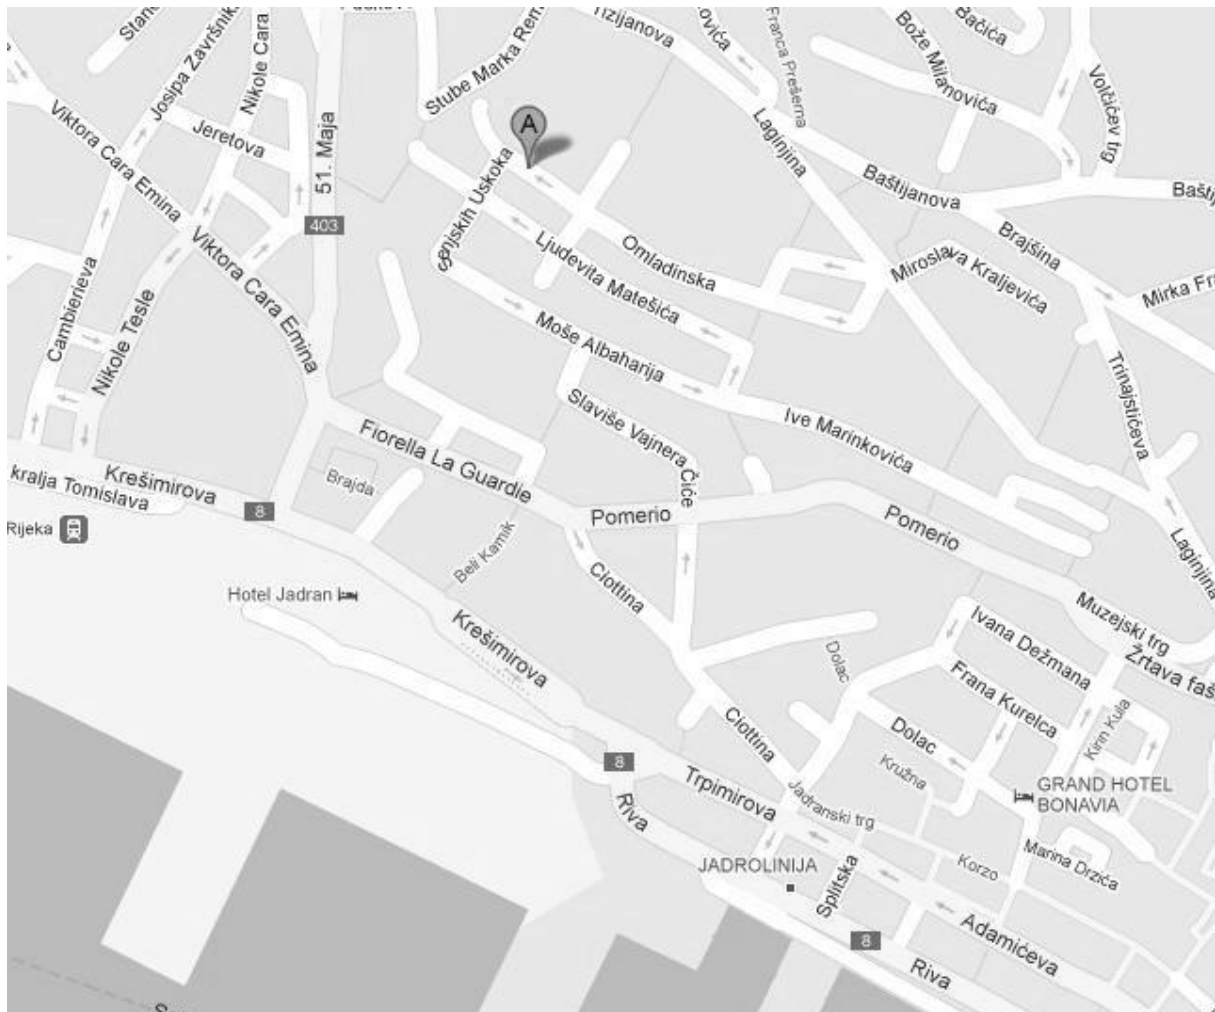 Tizijanova
Franca Prešerna
Bože Milanovića
Bačića
Volčićev trg
Josipa Završnika
Nikole Cara
Stube Marka Rem
A
Laginjina
Viktora Cara Emina
Jeretova
51. Maja
Senjskih Uskoka
Baštijanova
403
Viktora Cara Emina
Ljudevita Matešića
Omladinska
Brajšina
Miroslava Kraljevića
Mirka Fr
Cambierieva
Nikole Tesle
Moše Albaharija
Trinajstićeva
Slaviše Vajnera Čiće
Ive Marinkovića
Fiorella La Guardie
Krešimirova
kralja Tomislava
Brajda
8
Pomerio
Pomerio
Laginjina
Rijeka
Beli Kamik
Hotel Jadran
Ciottina
Krešimirova
Ivana Dežmana
Muzejski trg
Žrtava faš
Dolac
Frana Kurelca
Ciottina
Dolac
Kirin Kula
Kružna
8
Trpimirova
Jadranski trg
GRAND HOTEL
BONAVIA
Riva
JADROLINIJA
Splitska
Korzo
Marina Držića
8
Adamićeva
Riva